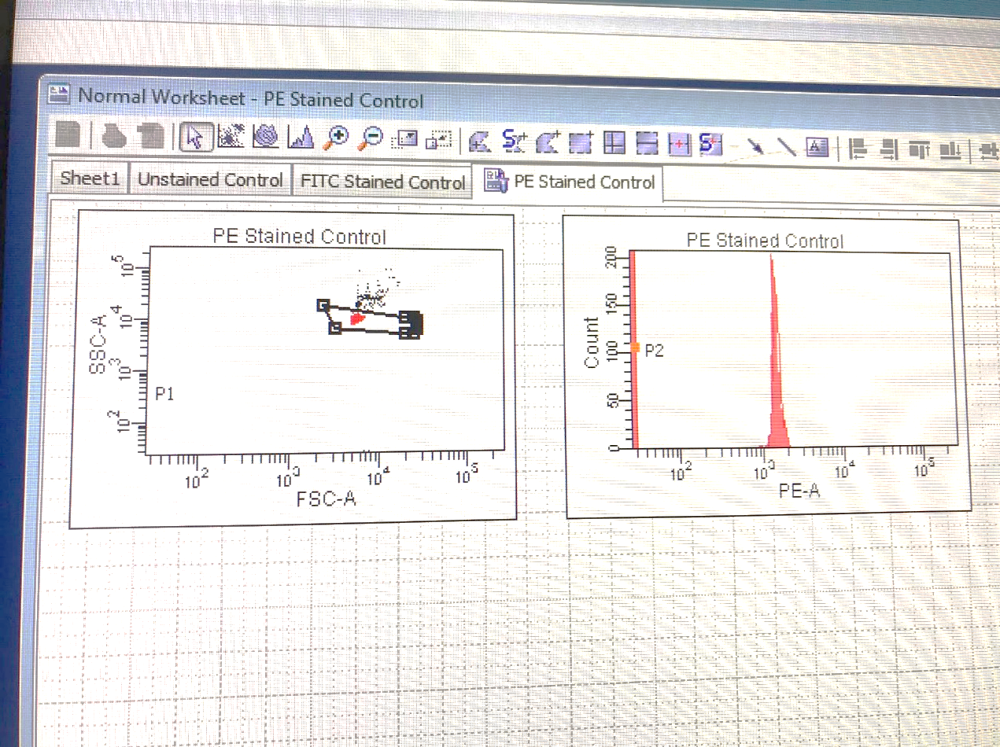 Normal Worksheet - PE Stained Control
Sheet1 Unstained Control FITC Stained Control PE Stained Control
PE Stained Control
SSC-A
10^5
10^4
10^3
10^2
P1
10^2 10^3 10^4 10^5
FSC-A
PE Stained Control
Count
200
150
100
50
0
P2
10^2 10^3 10^4 10^5
PE-A